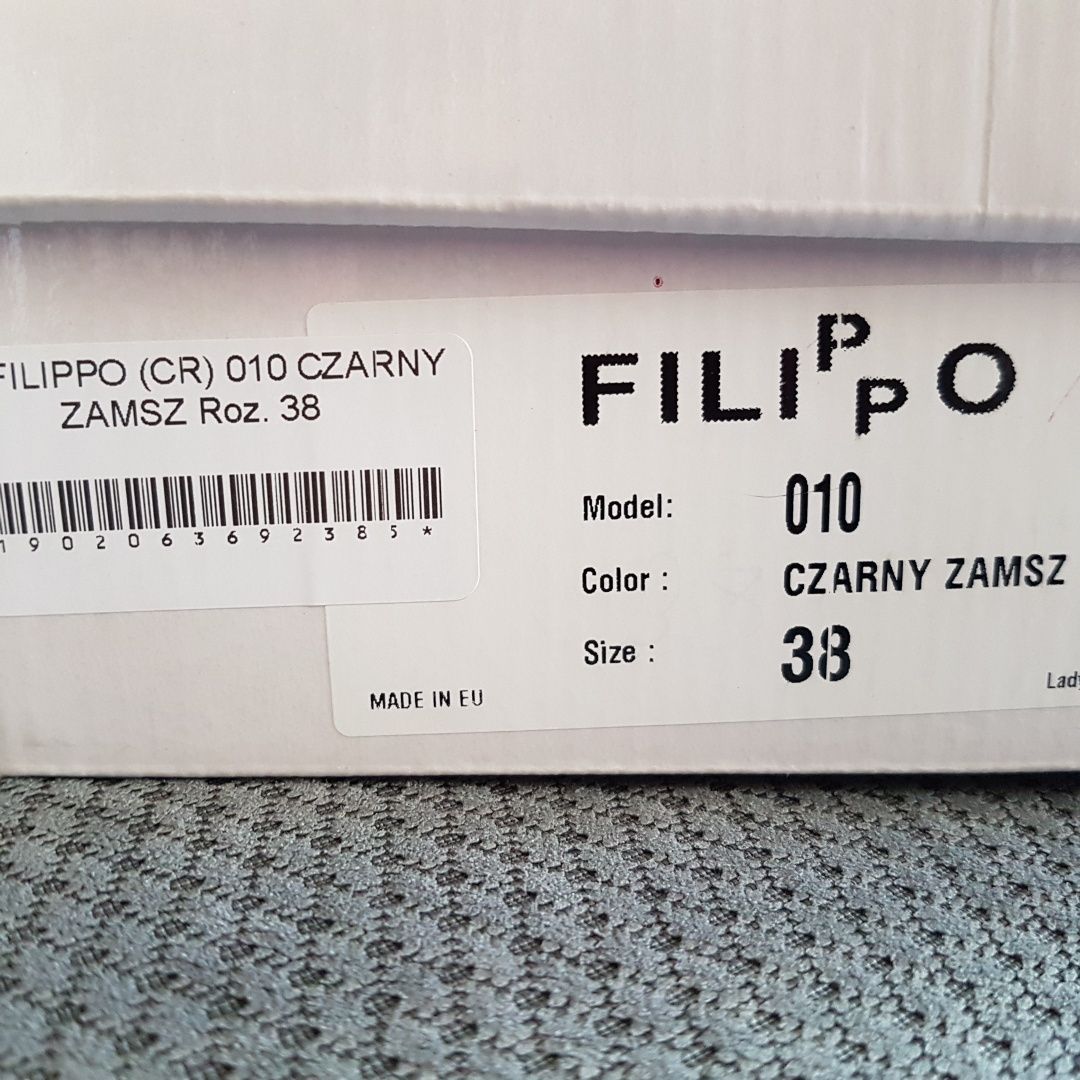 FILIPPO (CR) 010 CZARNY
ZAMSZ Roz. 38
1902063692385*
FILIPPO
Model: 010
Color : CZARNY ZAMSZ
Size : 38
MADE IN EU
Lady